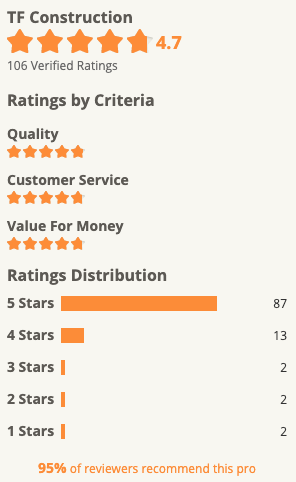 TF Construction
4.7
106 Verified Ratings
Ratings by Criteria
Quality
Customer Service
Value For Money
Ratings Distribution
5 Stars 87
4 Stars 13
3 Stars 2
2 Stars 2
1 Stars 2
95% of reviewers recommend this pro